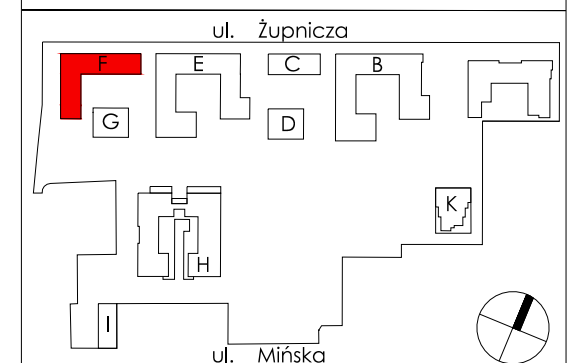 ul. Żupnicza
F E C B
G D
K
H
I
ul. Mińska